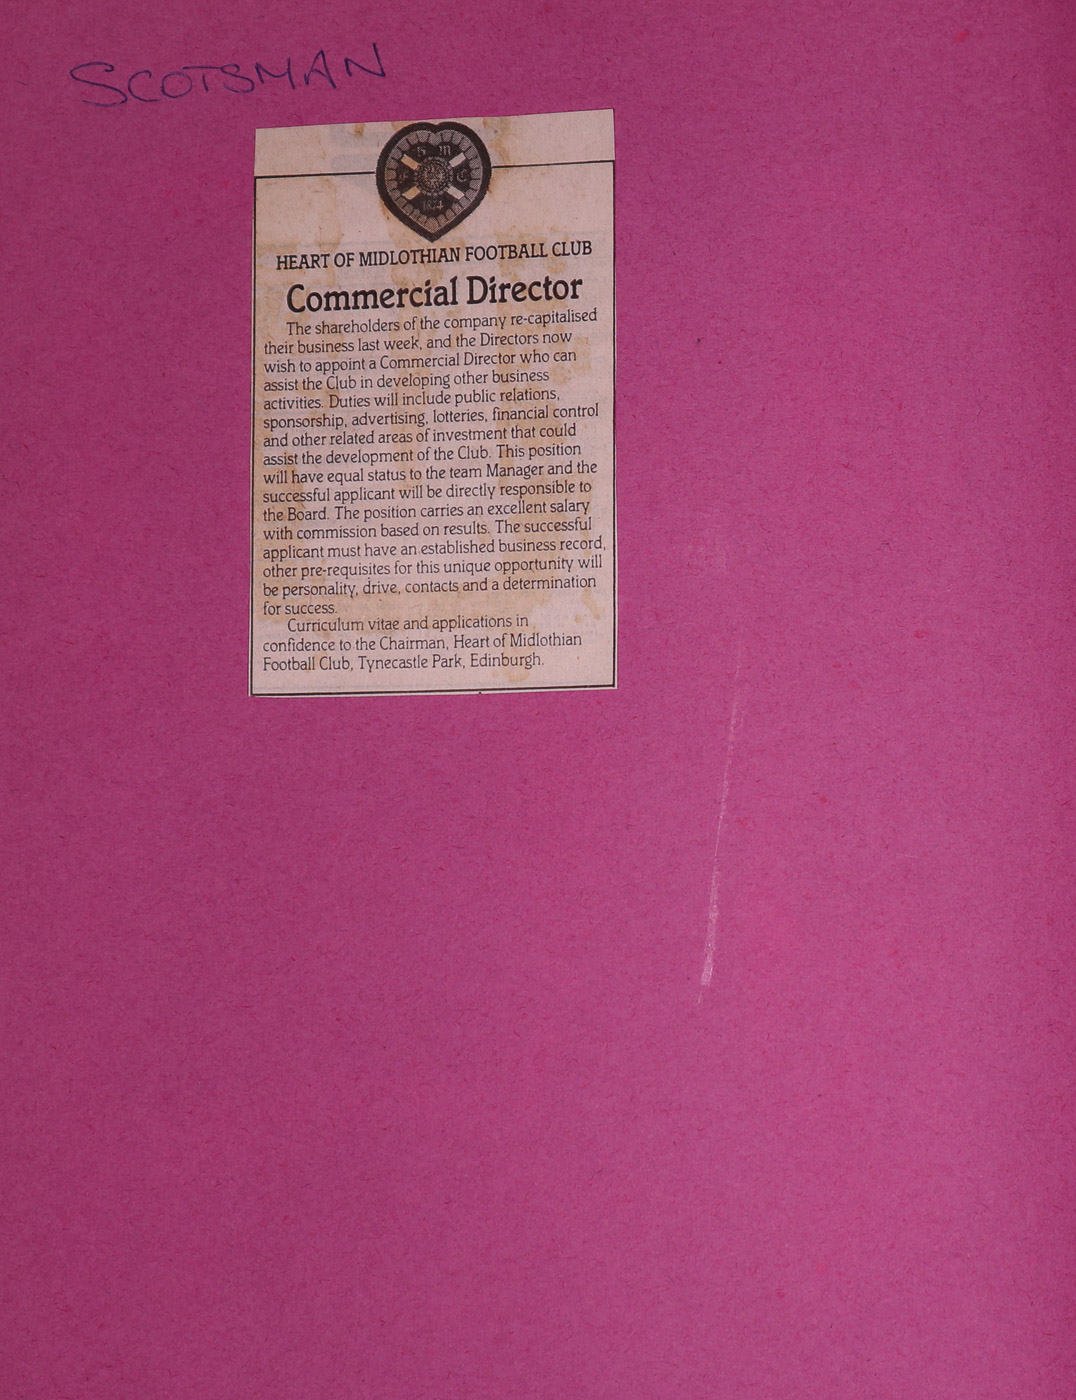 SCOTSMAN
H M
F C
1874
HEART OF MIDLOTHIAN FOOTBALL CLUB
Commercial Director
The shareholders of the company re-capitalised
their business last week, and the Directors now
wish to appoint a Commercial Director who can
assist the Club in developing other business
activities. Duties will include public relations,
sponsorship, advertising, lotteries, financial control
and other related areas of investment that could
assist the development of the Club. This position
will have equal status to the team Manager and the
successful applicant will be directly responsible to
the Board. The position carries an excellent salary
with commission based on results. The successful
applicant must have an established business record,
other pre-requisites for this unique opportunity will
be personality, drive, contacts and a determination
for success.
Curriculum vitae and applications in
confidence to the Chairman, Heart of Midlothian
Football Club, Tynecastle Park, Edinburgh.